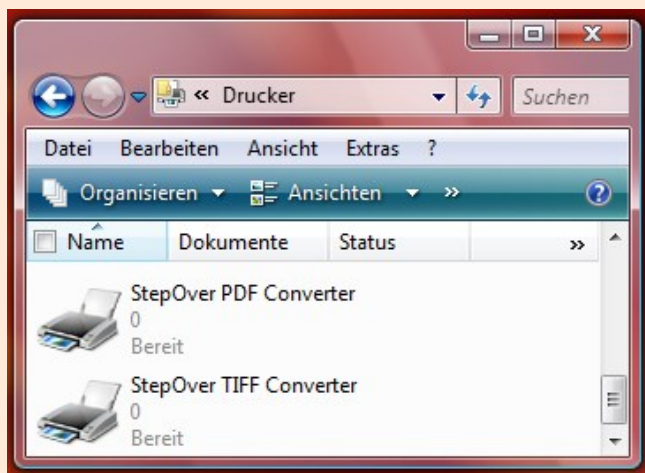 « Drucker
Suchen
Datei Bearbeiten Ansicht Extras ?
Organisieren Ansichten »
Name Dokumente Status »
StepOver PDF Converter
0
Bereit
StepOver TIFF Converter
0
Bereit